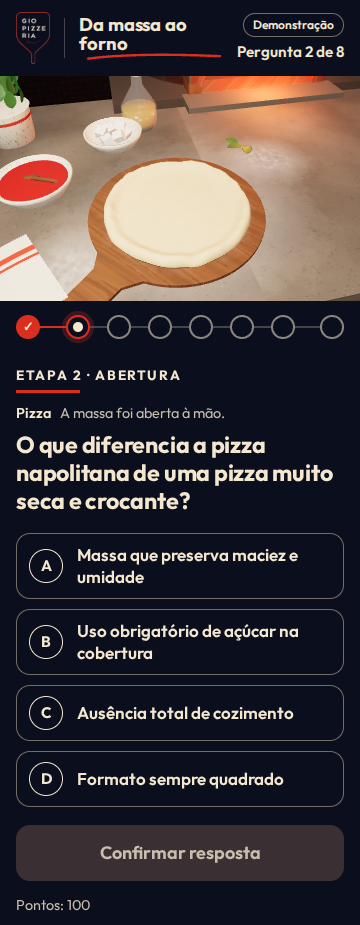 GIO
PIZZE
RIA
Da massa ao
forno
Demonstração
Pergunta 2 de 8
ETAPA 2 · ABERTURA
Pizza A massa foi aberta à mão.
O que diferencia a pizza
napolitana de uma pizza muito
seca e crocante?
A Massa que preserva maciez e
umidade
B Uso obrigatório de açúcar na
cobertura
C Ausência total de cozimento
D Formato sempre quadrado
Confirmar resposta
Pontos: 100